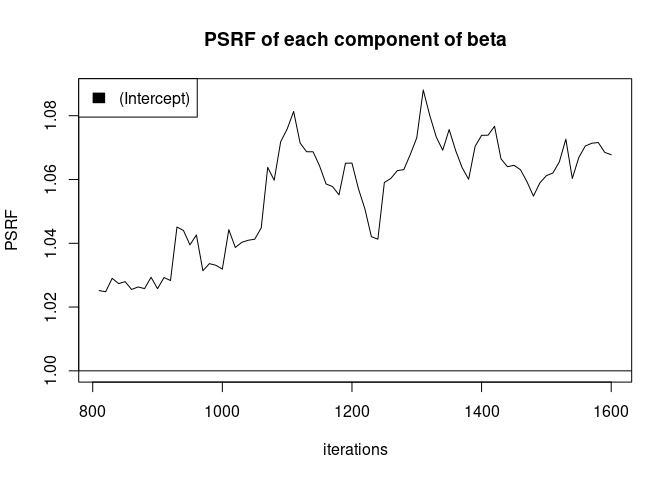 PSRF of each component of beta
(Intercept)
PSRF
1.00
1.02
1.04
1.06
1.08
800 1000 1200 1400 1600
iterations